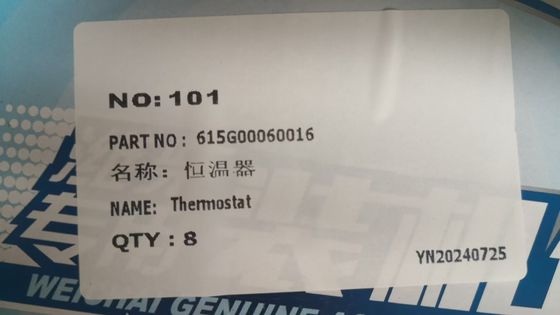 NO: 101
PART NO : 615G00060016
名称: 恒温器
NAME: Thermostat
QTY : 8
YN20240725
WEICHAI GENUINE